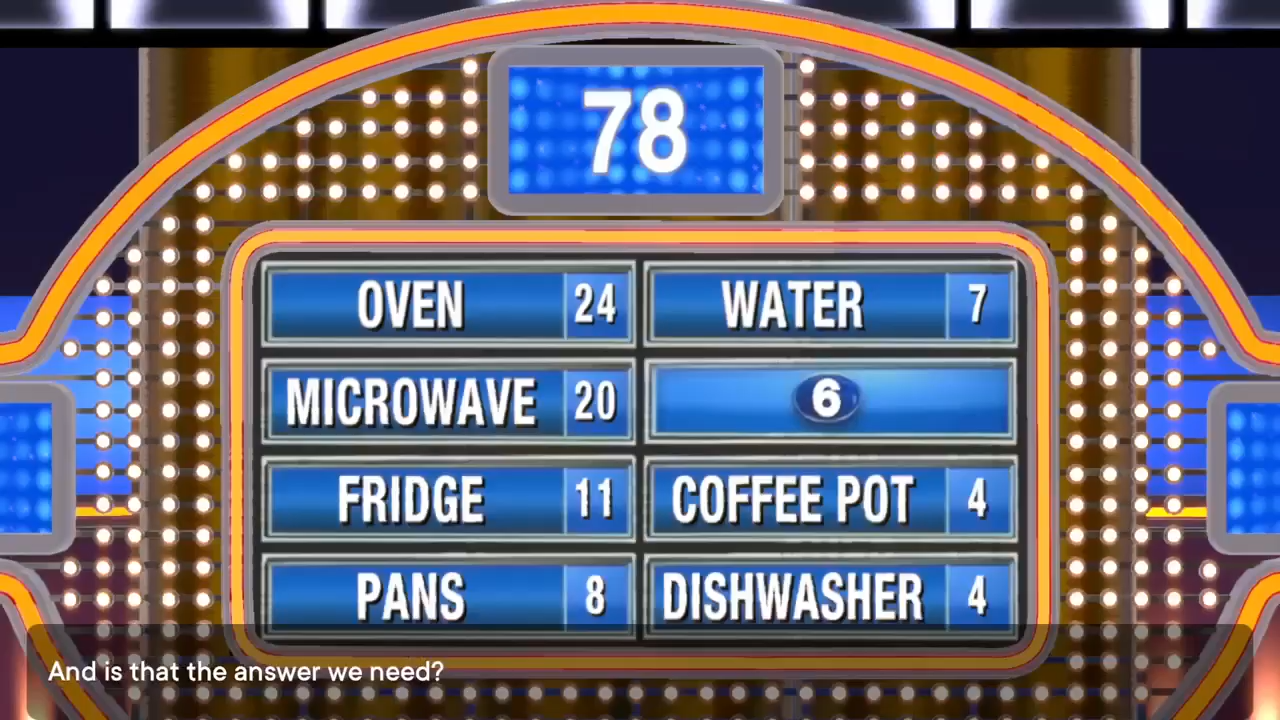 78
OVEN 24
WATER 7
MICROWAVE 20
6
FRIDGE 11
COFFEE POT 4
PANS 8
DISHWASHER 4
And is that the answer we need?